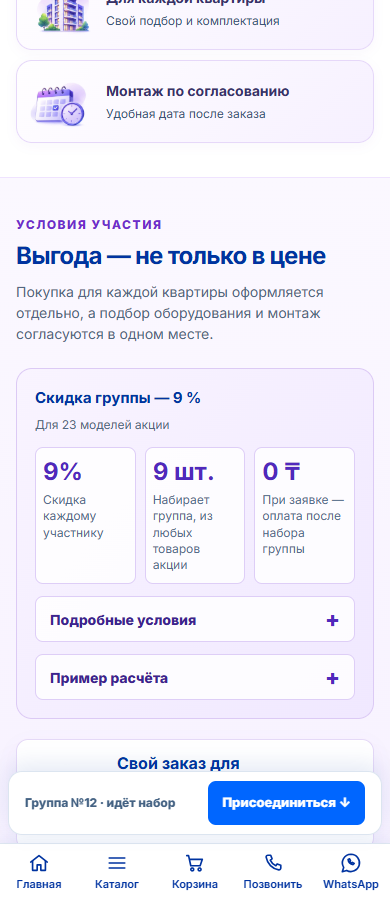 Для каждой квартиры
Свой подбор и комплектация
Монтаж по согласованию
Удобная дата после заказа
УСЛОВИЯ УЧАСТИЯ
Выгода — не только в цене
Покупка для каждой квартиры оформляется
отдельно, а подбор оборудования и монтаж
согласуются в одном месте.
Скидка группы — 9 %
Для 23 моделей акции
9%
Скидка
каждому
участнику
9 шт.
Набирает
группа, из
любых
товаров
акции
0 ₸
При заявке —
оплата после
набора
группы
Подробные условия
+
Пример расчёта
+
Свой заказ для
Группа №12 · идёт набор
Присоединиться ↓
Главная
Каталог
Корзина
Позвонить
WhatsApp